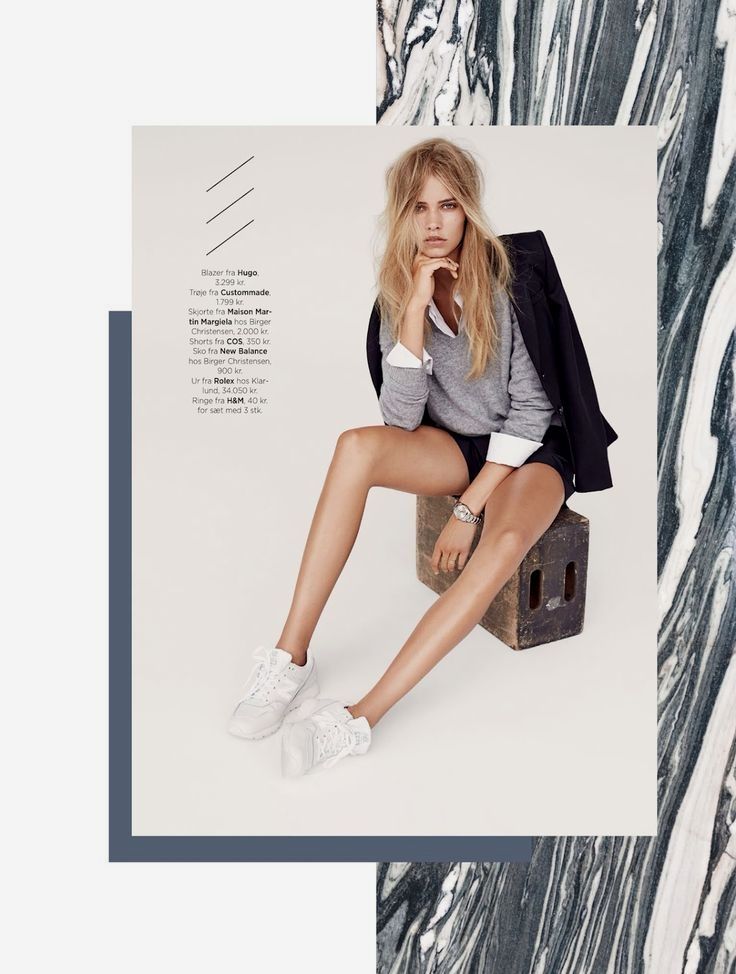 Blazer fra Hugo,
3.299 kr.
Trøje fra Custommade,
1.799 kr.
Skjorte fra Maison Mar-
tin Margiela hos Birger
Christensen, 2.000 kr.
Shorts fra COS, 350 kr.
Sko fra New Balance
hos Birger Christensen,
900 kr.
Ur fra Rolex hos Klar-
lund, 34.050 kr.
Ringe fra H&M, 40 kr.
for sæt med 3 stk.